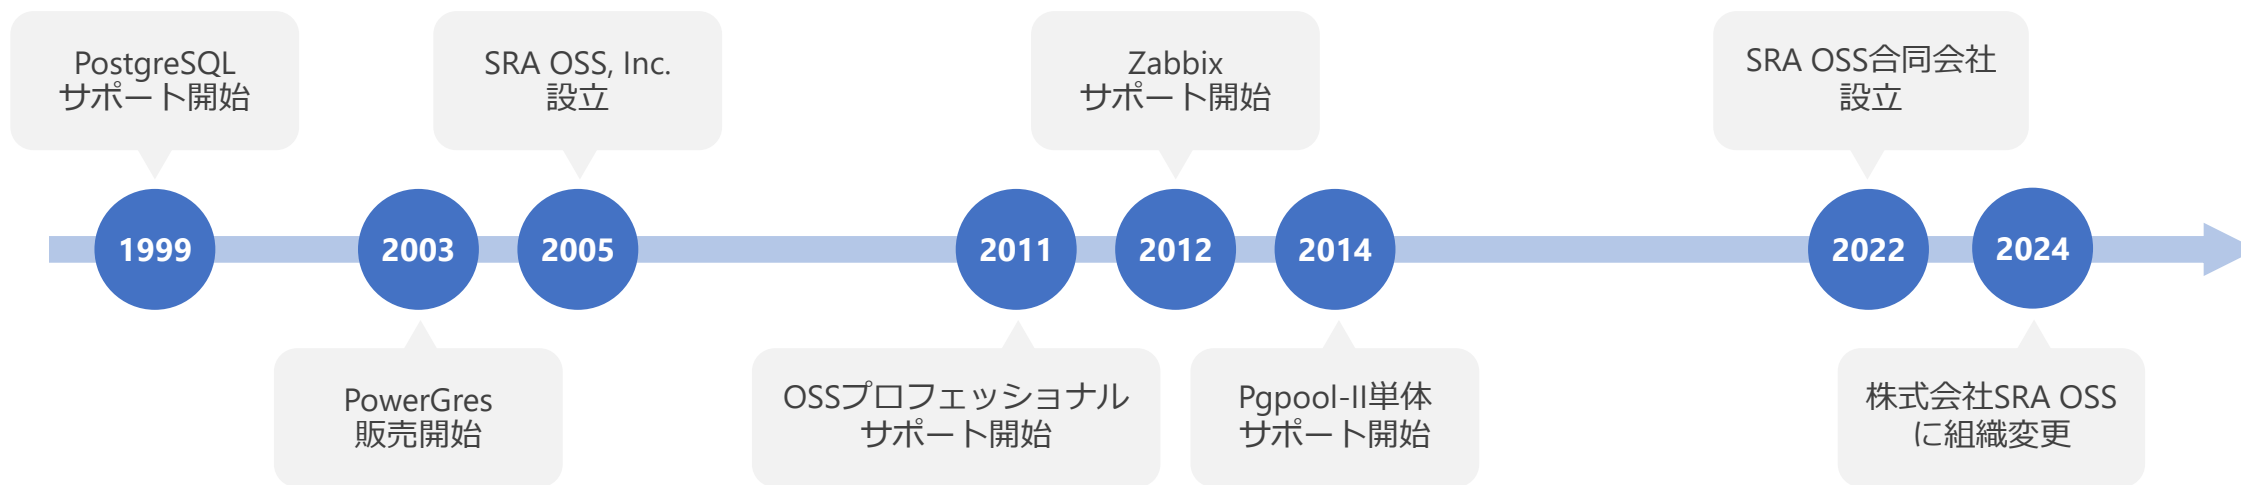 PostgreSQL
サポート開始
SRA OSS, Inc.
設立
Zabbix
サポート開始
SRA OSS合同会社
設立
1999
2003
2005
2011
2012
2014
2022
2024
PowerGres
販売開始
OSSプロフェッショナル
サポート開始
Pgpool-II単体
サポート開始
株式会社SRA OSS
に組織変更